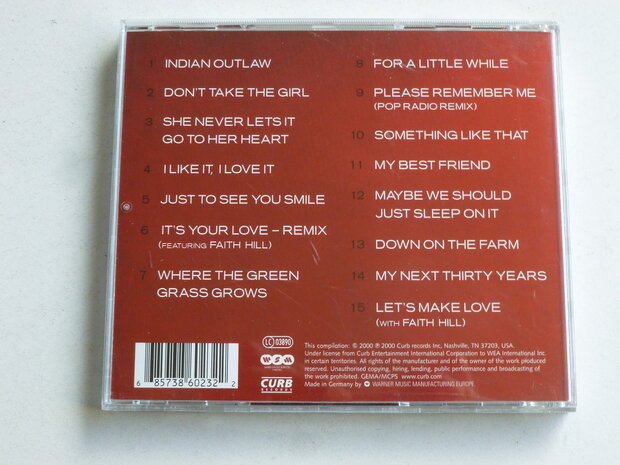 1 INDIAN OUTLAW
2 DON'T TAKE THE GIRL
3 SHE NEVER LETS IT
GO TO HER HEART
4 I LIKE IT, I LOVE IT
5 JUST TO SEE YOU SMILE
6 IT'S YOUR LOVE – REMIX
(FEATURING FAITH HILL)
7 WHERE THE GREEN
GRASS GROWS
8 FOR A LITTLE WHILE
9 PLEASE REMEMBER ME
(POP RADIO REMIX)
10 SOMETHING LIKE THAT
11 MY BEST FRIEND
12 MAYBE WE SHOULD
JUST SLEEP ON IT
13 DOWN ON THE FARM
14 MY NEXT THIRTY YEARS
15 LET'S MAKE LOVE
(WITH FAITH HILL)
6 85738 60232 2
LC 03890
CURB
RECORDS
This compilation: © 2000 ℗ 2000 Curb records Inc, Nashville, TN 37203, USA.
Under license from Curb Entertainment International Corporation to WEA International Inc
in certain territories. All rights of the manufacturer and of the owner of the work produced
reserved. Unauthorised copying, hiring, lending, public performance and broadcasting of
the work prohibited. GEMA/MCPS www.curb.com
Made in Germany by WARNER MUSIC MANUFACTURING EUROPE.